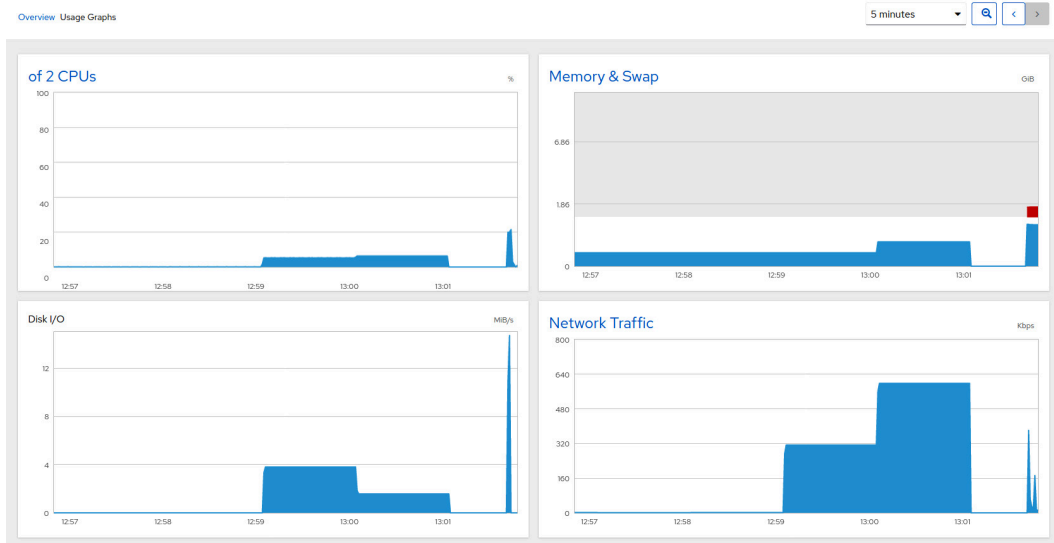 Overview Usage Graphs
5 minutes
of 2 CPUs
%
100
80
60
40
20
0
12:57 12:58 12:59 13:00 13:01
Memory & Swap
GiB
6.86
1.86
0
12:57 12:58 12:59 13:00 13:01
Disk I/O
MiB/s
12
8
4
0
12:57 12:58 12:59 13:00 13:01
Network Traffic
Kbps
800
640
480
320
160
0
12:57 12:58 12:59 13:00 13:01